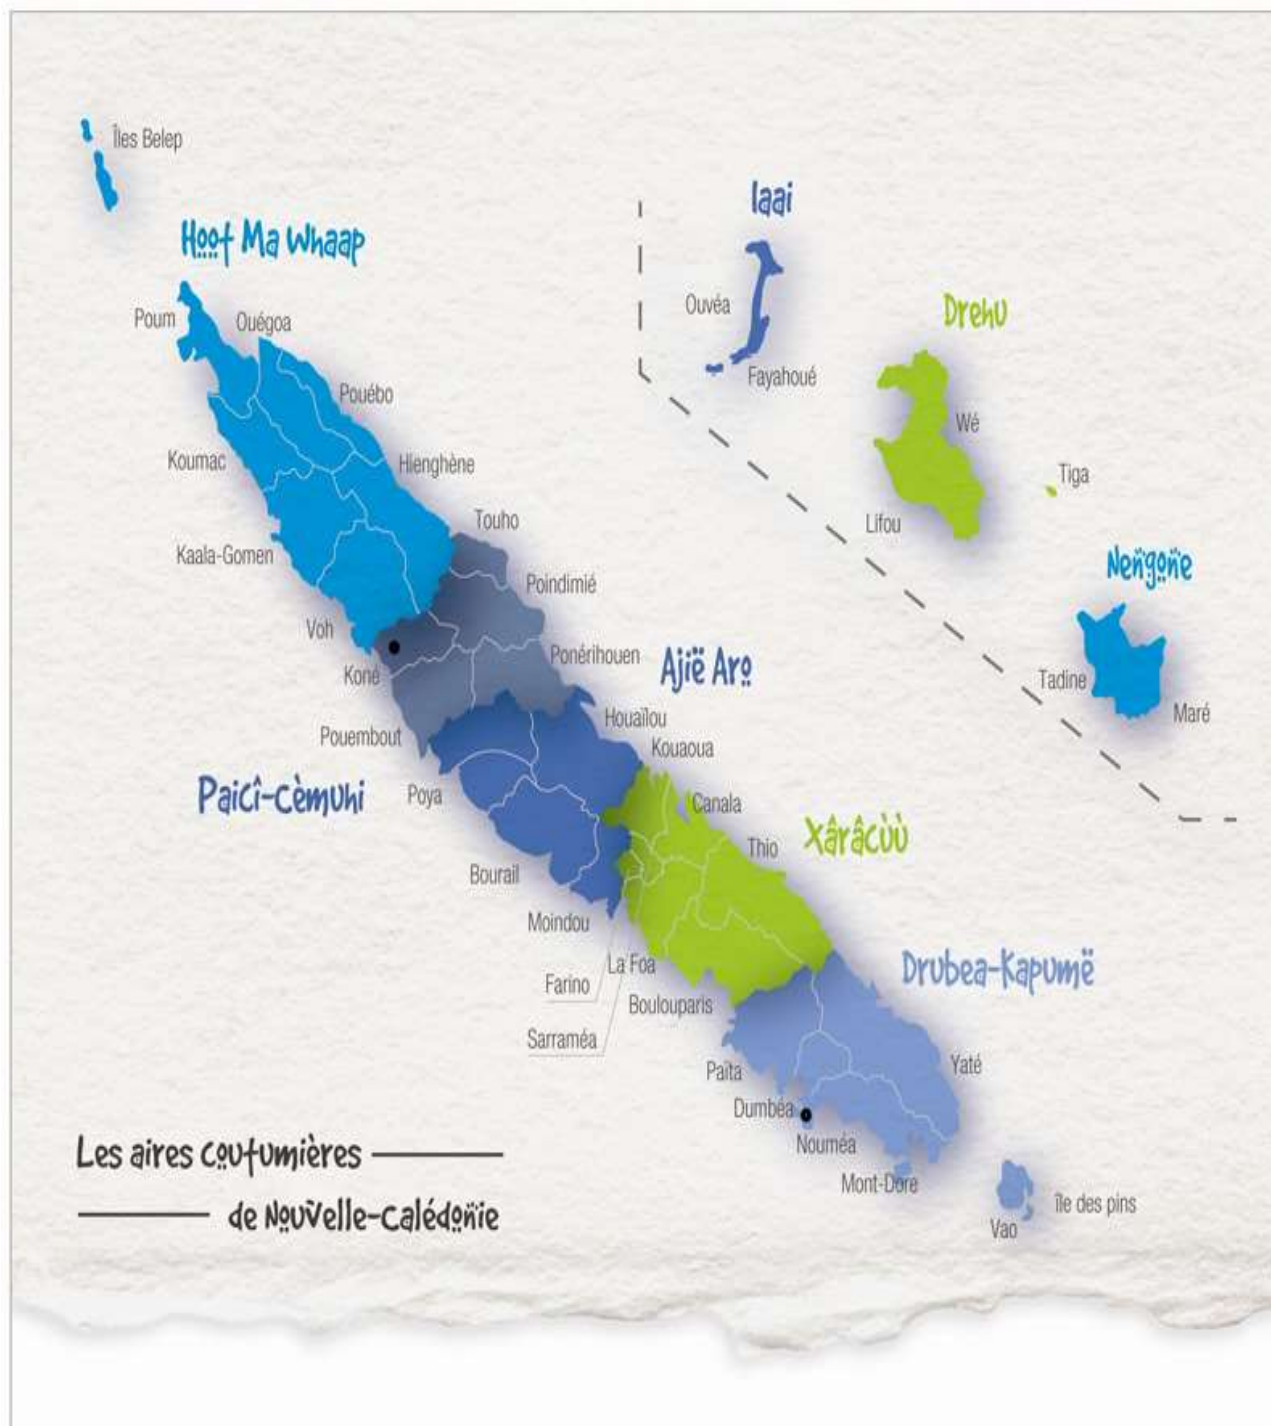 Îles Belep
Hoot Ma Whaap
Iaai
Poum
Ouégoa
Ouvéa
Drehu
Fayahoué
Pouébo
Wé
Koumac
Hienghène
Tiga
Touho
Lifou
Kaala-Gomen
Nengone
Poindimié
Voh
Ponérihouen
Ajië Aro
Koné
Tadine
Houaïlou
Maré
Pouembout
Kouaoua
Paicî-cèmuhi
Poya
Canala
Xârâcùù
Thio
Bourail
Moindou
La Foa
Drubea-Kapumë
Farino
Boulouparis
Sarraméa
Païta
Yaté
Dumbéa
Nouméa
Mont-Dore
Les aires coutumières
de Nouvelle-Calédonie
île des pins
Vao